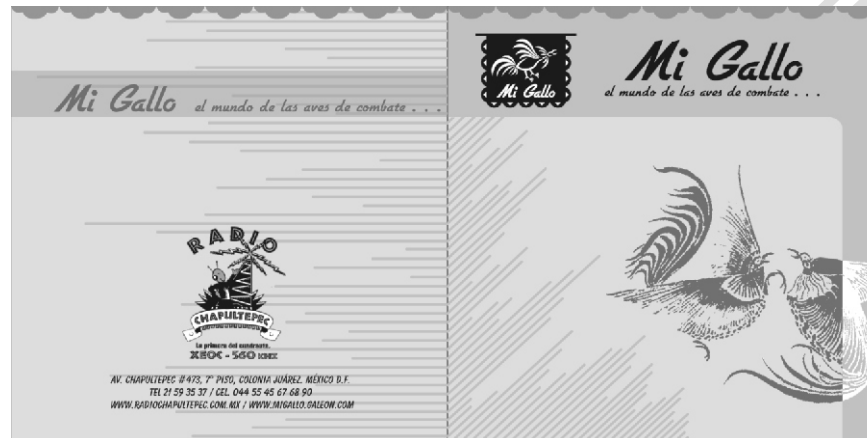 Mi Gallo
el mundo de las aves de combate . . .
RADIO
CHAPULTEPEC
La primera del cuadrante.
XEOC - 560 KHZ
AV. CHAPULTEPEC #473, 7° PISO, COLONIA JUÁREZ. MÉXICO D.F.
TEL 21 59 35 37 / CEL. 044 55 45 67 68 90
WWW.RADIOCHAPULTEPEC.COM.MX / WWW.MIGALLO.GALEON.COM
Mi Gallo
Mi Gallo
el mundo de las aves de combate . . .